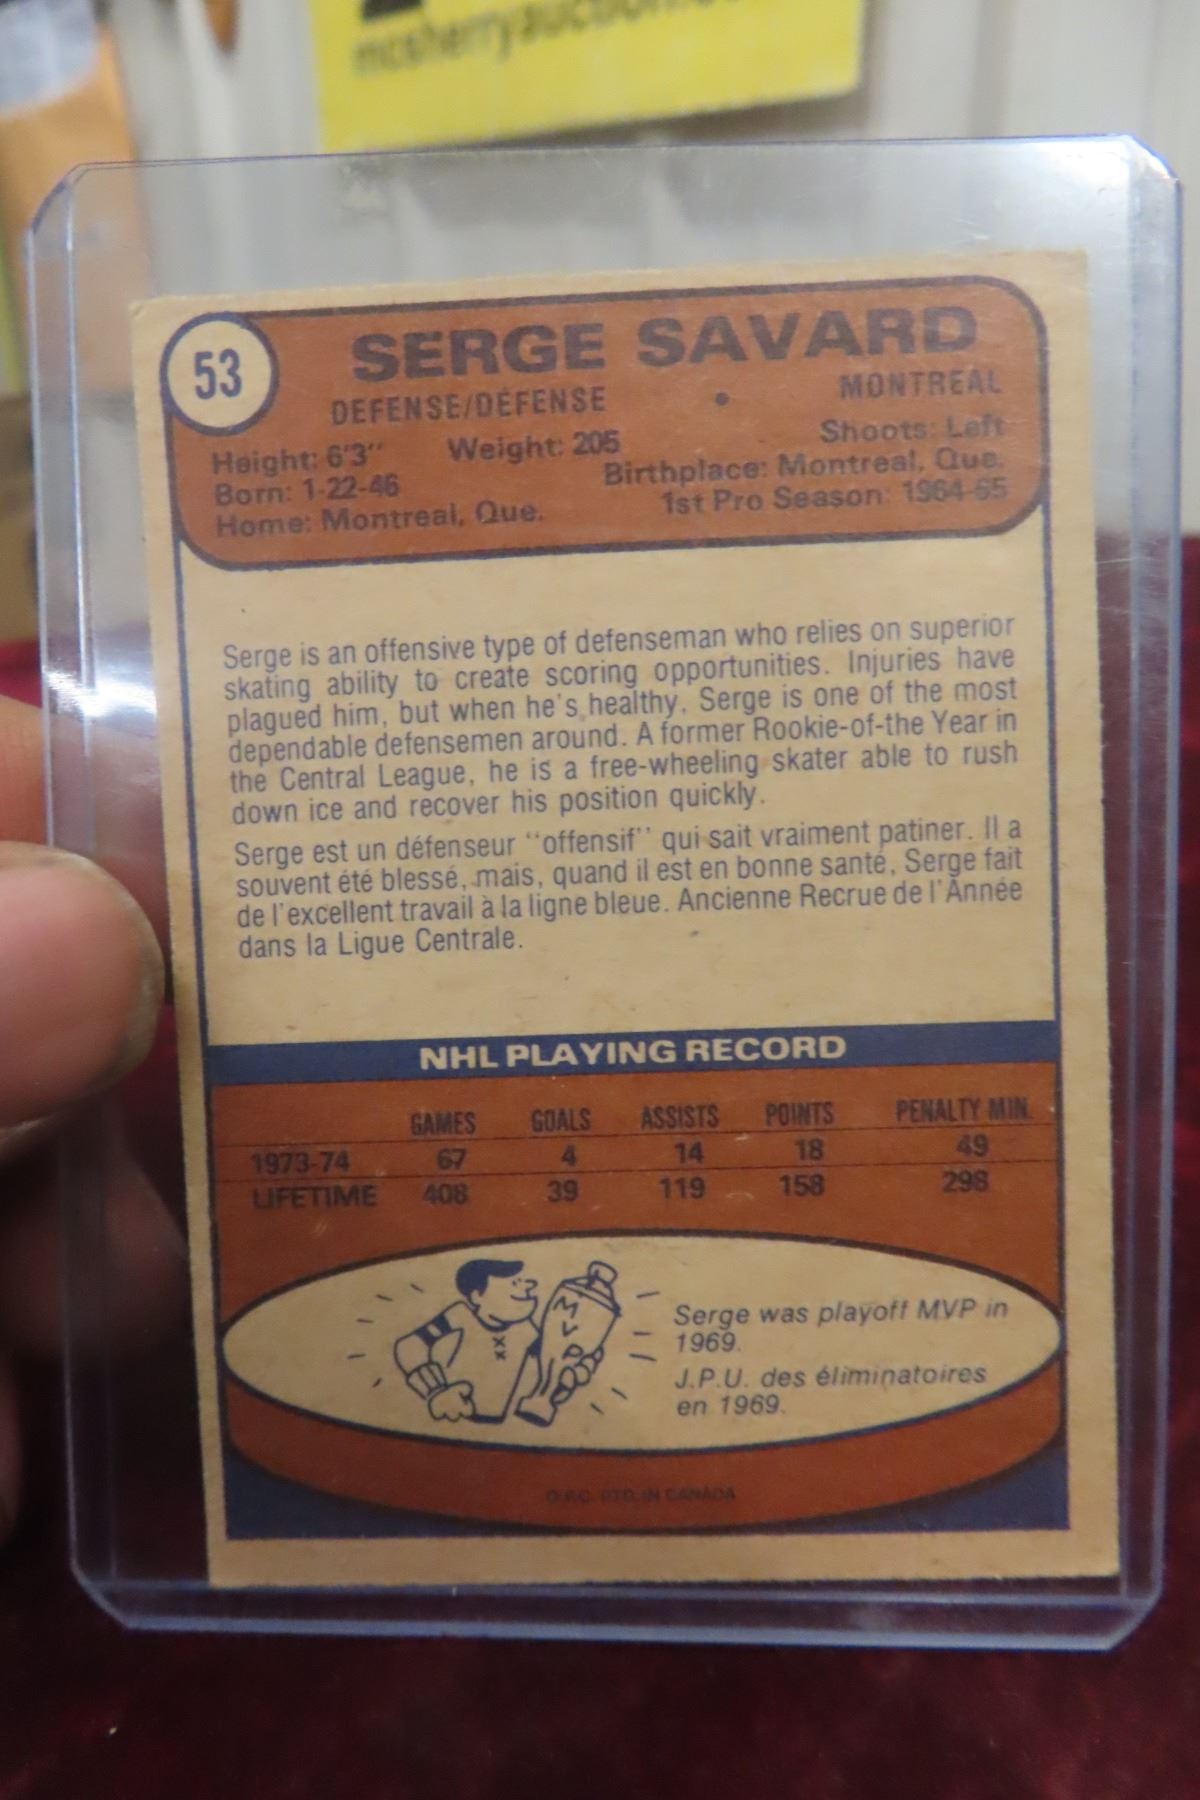 mcsherryauction.co
53
SERGE SAVARD
DEFENSE/DÉFENSE • MONTREAL
Height: 6'3" Weight: 205 Shoots: Left
Born: 1-22-46 Birthplace: Montreal, Que.
Home: Montreal, Que. 1st Pro Season: 1964-65
Serge is an offensive type of defenseman who relies on superior
skating ability to create scoring opportunities. Injuries have
plagued him, but when he's healthy, Serge is one of the most
dependable defensemen around. A former Rookie-of-the Year in
the Central League, he is a free-wheeling skater able to rush
down ice and recover his position quickly.
Serge est un défenseur "offensif" qui sait vraiment patiner. Il a
souvent été blessé, mais, quand il est en bonne santé, Serge fait
de l'excellent travail à la ligne bleue. Ancienne Recrue de l'Année
dans la Ligue Centrale.
NHL PLAYING RECORD
GAMES GOALS ASSISTS POINTS PENALTY MIN.
1973-74 67 4 14 18 49
LIFETIME 408 39 119 158 298
MVP
Serge was playoff MVP in
1969.
J.P.U. des éliminatoires
en 1969.
O.P.C. PTD. IN CANADA